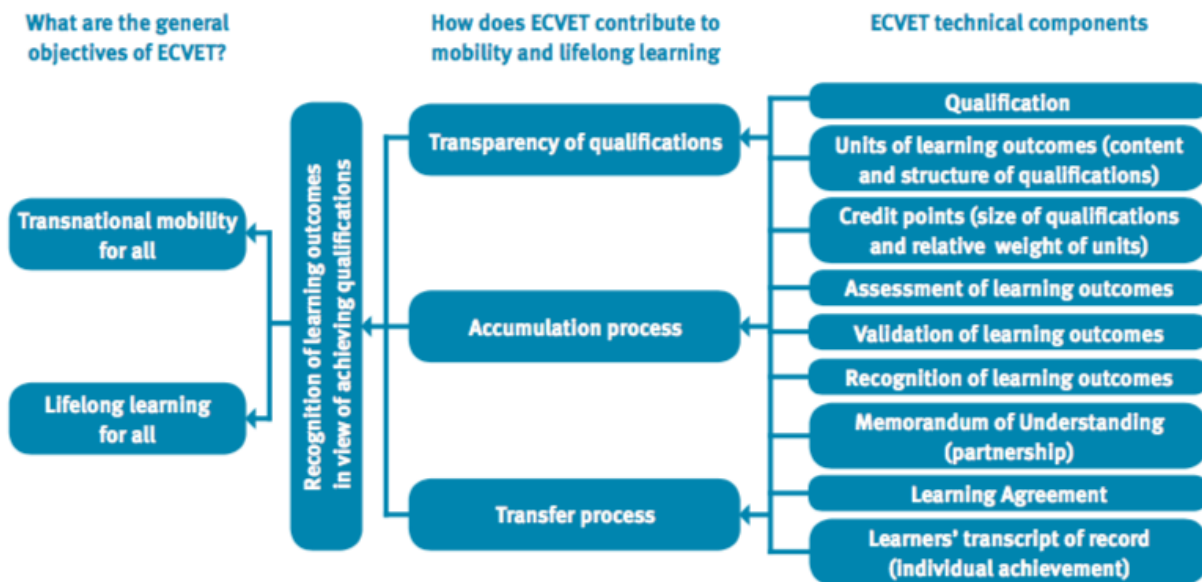 What are the general
objectives of ECVET?
How does ECVET contribute to
mobility and lifelong learning
ECVET technical components
Transnational mobility
for all
Lifelong learning
for all
Recognition of learning outcomes
in view of achieving qualifications
Transparency of qualifications
Accumulation process
Transfer process
Qualification
Units of learning outcomes (content
and structure of qualifications)
Credit points (size of qualifications
and relative weight of units)
Assessment of learning outcomes
Validation of learning outcomes
Recognition of learning outcomes
Memorandum of Understanding
(partnership)
Learning Agreement
Learners' transcript of record
(individual achievement)